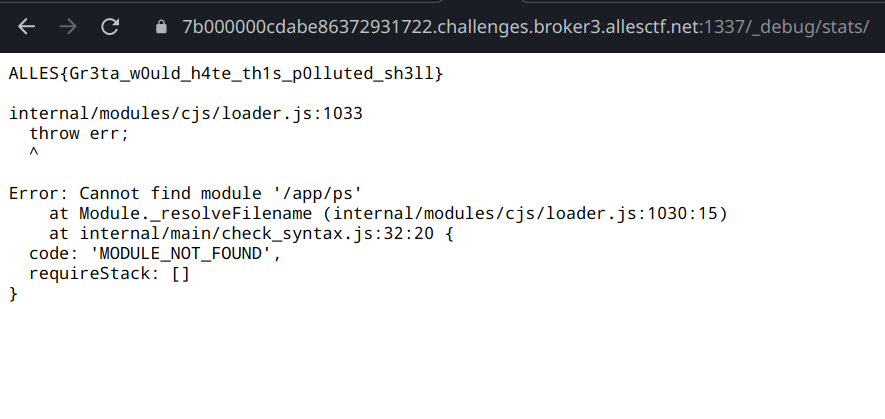 7b000000cdabe86372931722.challenges.broker3.allesctf.net:1337/_debug/stats/
ALLES{Gr3ta_w0uld_h4te_th1s_p0lluted_sh3ll}
internal/modules/cjs/loader.js:1033
  throw err;
  ^
Error: Cannot find module '/app/ps'
    at Module._resolveFilename (internal/modules/cjs/loader.js:1030:15)
    at internal/main/check_syntax.js:32:20 {
  code: 'MODULE_NOT_FOUND',
  requireStack: []
}